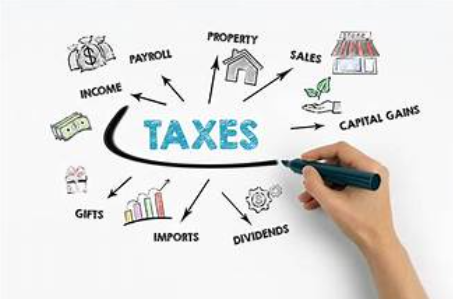 PROPERTY
PAYROLL
SALES
INCOME
CAPITAL GAINS
TAXES
GIFTS
IMPORTS
DIVIDENDS